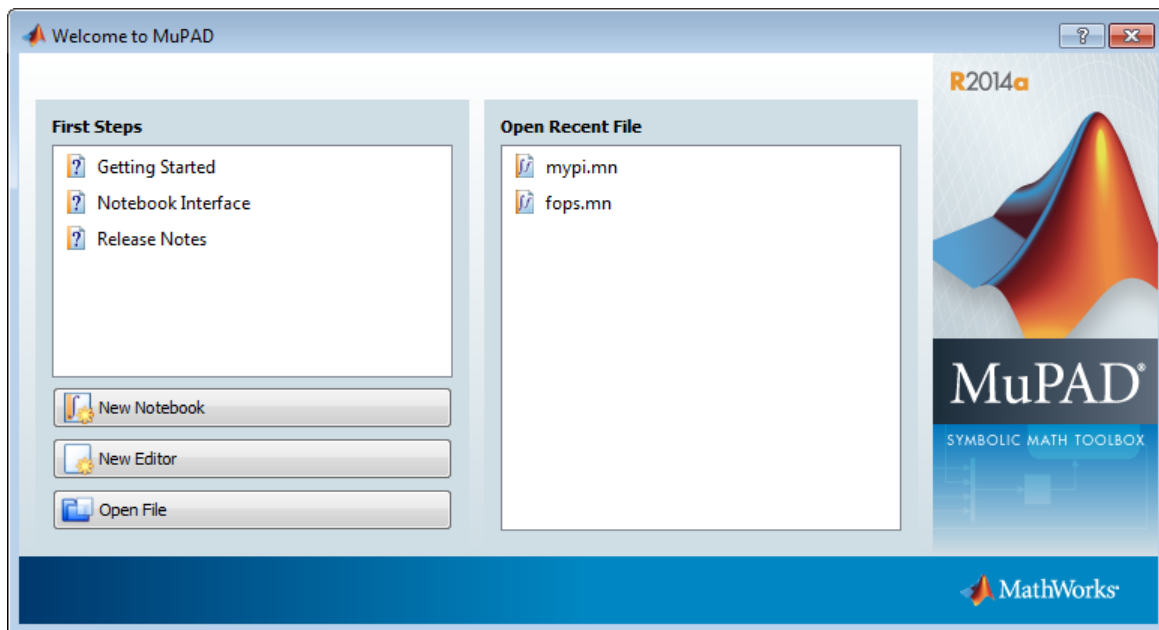 Welcome to MuPAD
?
First Steps
? Getting Started
? Notebook Interface
? Release Notes
New Notebook
New Editor
Open File
Open Recent File
mypi.mn
fops.mn
R2014a
MuPAD®
SYMBOLIC MATH TOOLBOX
MathWorks®